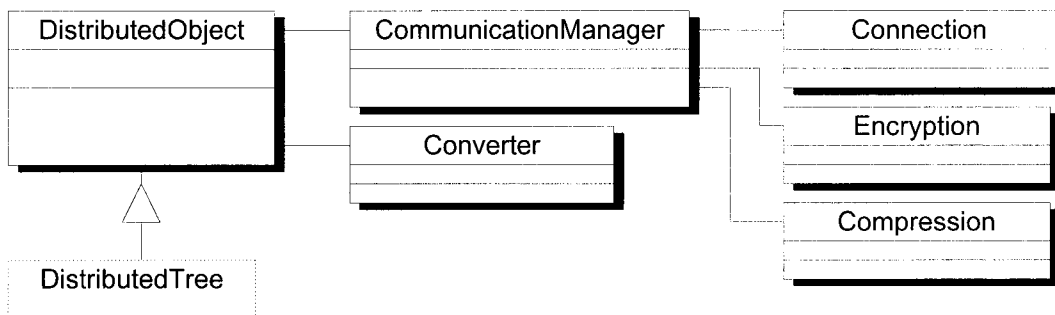 DistributedObject
CommunicationManager
Connection
Converter
Encryption
Compression
DistributedTree